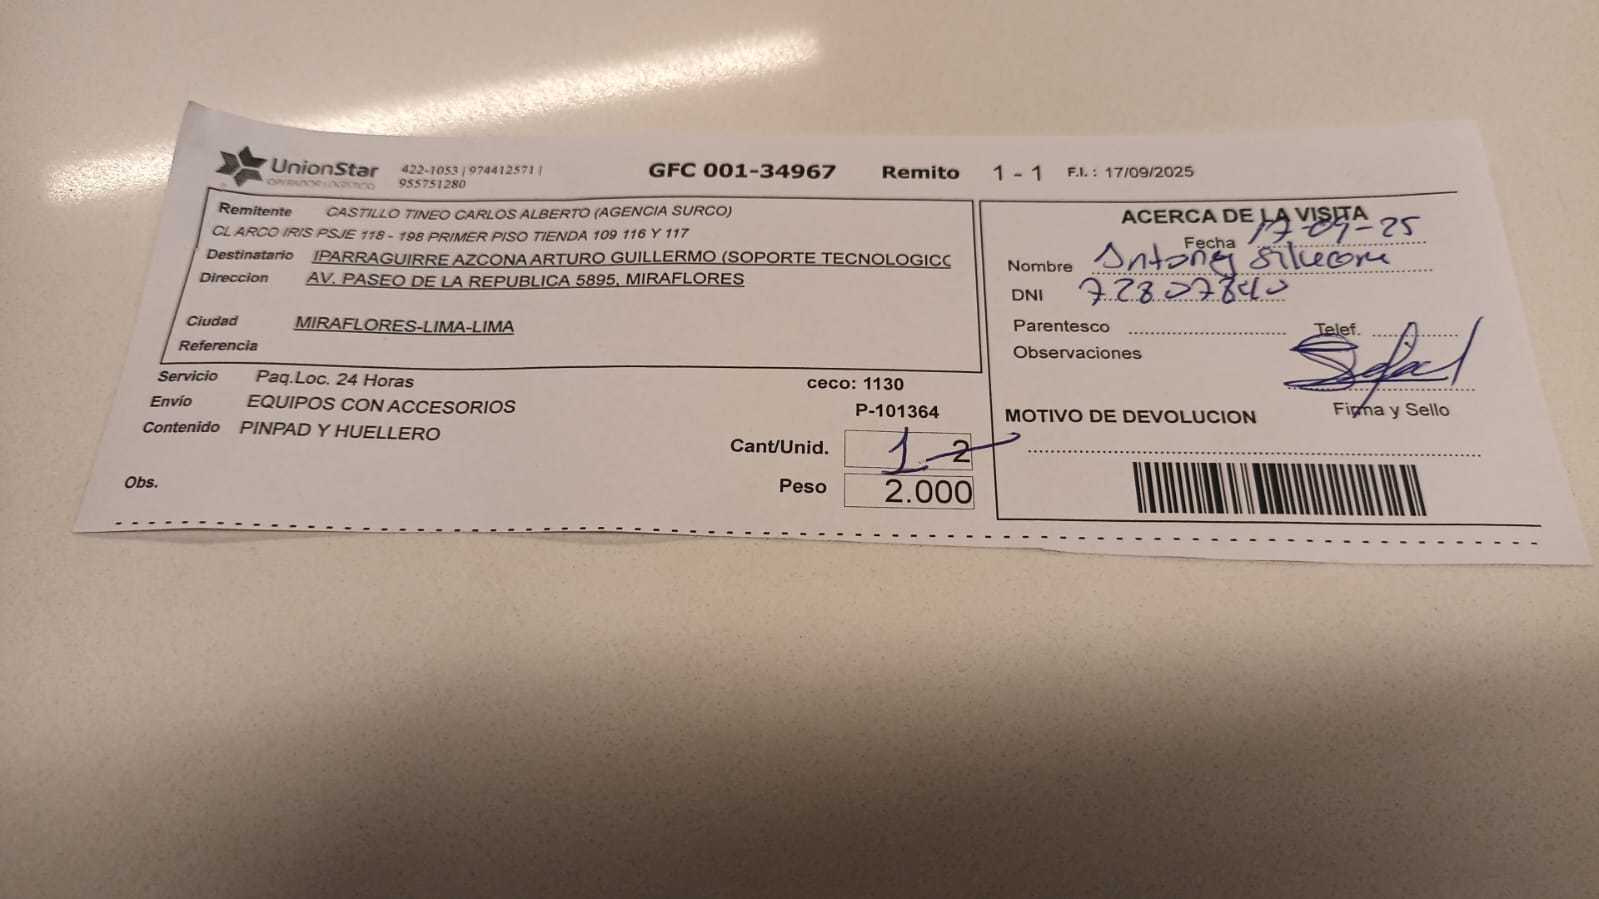 UnionStar 422-1053 | 974412571 | GFC 001-34967 Remito 1 - 1 F.I. : 17/09/2025
OPERADOR LOGISTICO 955751280
Remitente CASTILLO TINEO CARLOS ALBERTO (AGENCIA SURCO)
CL ARCO IRIS PSJE 118 - 198 PRIMER PISO TIENDA 109 116 Y 117
Destinatario IPARRAGUIRRE AZCONA ARTURO GUILLERMO (SOPORTE TECNOLOGICO
Direccion AV. PASEO DE LA REPUBLICA 5895, MIRAFLORES
Ciudad MIRAFLORES-LIMA-LIMA
Referencia
Servicio Paq.Loc. 24 Horas
Envío EQUIPOS CON ACCESORIOS
Contenido PINPAD Y HUELLERO
Obs.
ceco: 1130
P-101364
Cant/Unid. 1 2
Peso 2.000
ACERCA DE LA VISITA
Fecha 17-09-25
Nombre Antony
DNI 72807840
Parentesco Telef.
Observaciones
Firma y Sello
MOTIVO DE DEVOLUCION